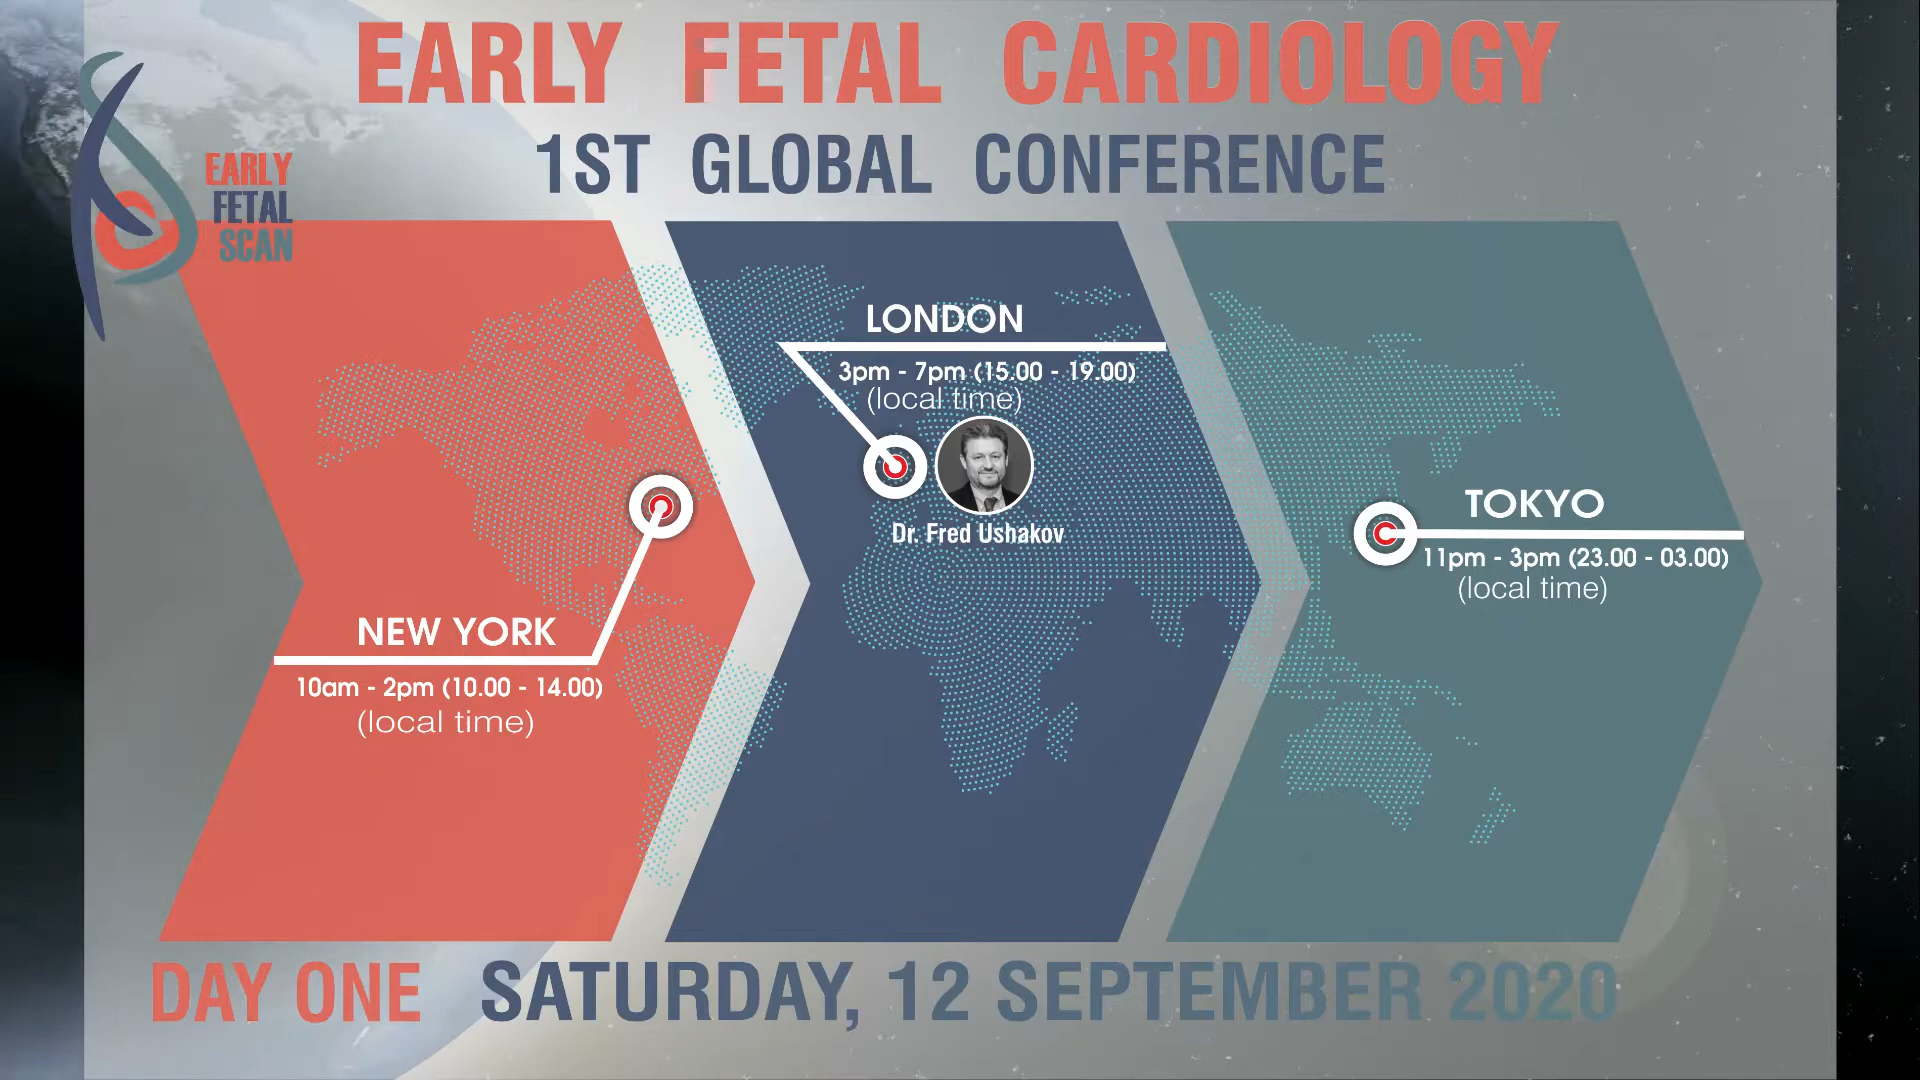 EARLY FETAL CARDIOLOGY
1ST GLOBAL CONFERENCE
EARLY
FETAL
SCAN
LONDON
3pm - 7pm (15.00 - 19.00)
(local time)
Dr. Fred Ushakov
TOKYO
11pm - 3pm (23.00 - 03.00)
(local time)
NEW YORK
10am - 2pm (10.00 - 14.00)
(local time)
DAY ONE SATURDAY, 12 SEPTEMBER 2020